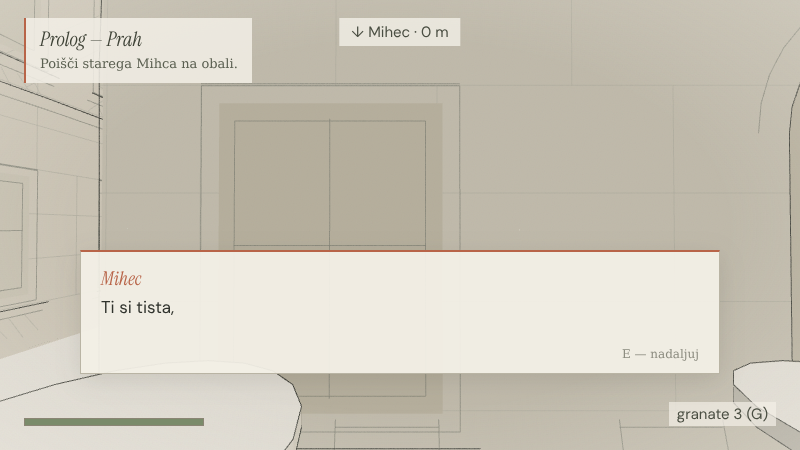 Prolog – Prah
Poišči starega Mihca na obali.
↓ Mihec · 0 m
Mihec
Ti si tista,
E — nadaljuj
granate 3 (G)